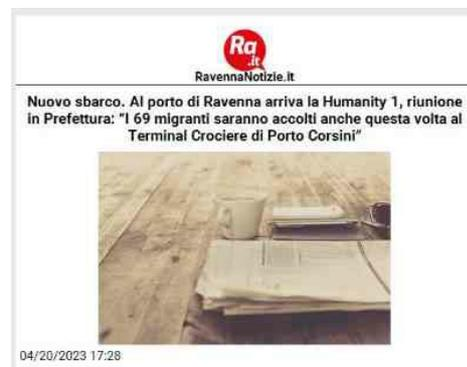 Ra
.it
RavennaNotizie.it
Nuovo sbarco. Al porto di Ravenna arriva la Humanity 1, riunione
in Prefettura: "I 69 migranti saranno accolti anche questa volta al
Terminal Crociere di Porto Corsini"
04/20/2023 17:28